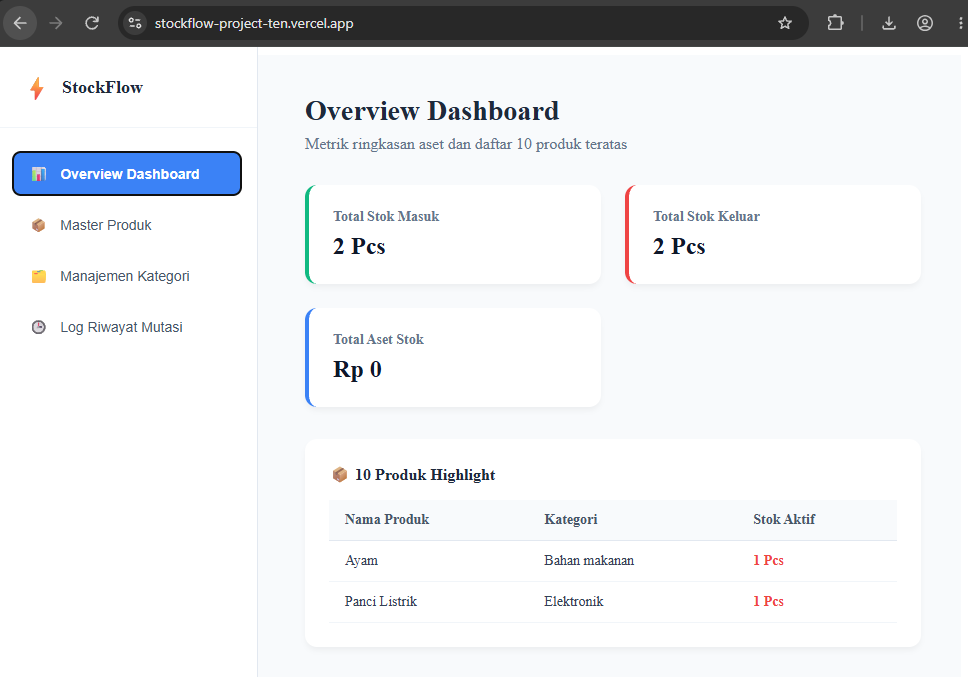 stockflow-project-ten.vercel.app
StockFlow
Overview Dashboard
Master Produk
Manajemen Kategori
Log Riwayat Mutasi
Overview Dashboard
Metrik ringkasan aset dan daftar 10 produk teratas
Total Stok Masuk
2 Pcs
Total Stok Keluar
2 Pcs
Total Aset Stok
Rp 0
10 Produk Highlight
Nama Produk Kategori Stok Aktif
Ayam Bahan makanan 1 Pcs
Panci Listrik Elektronik 1 Pcs